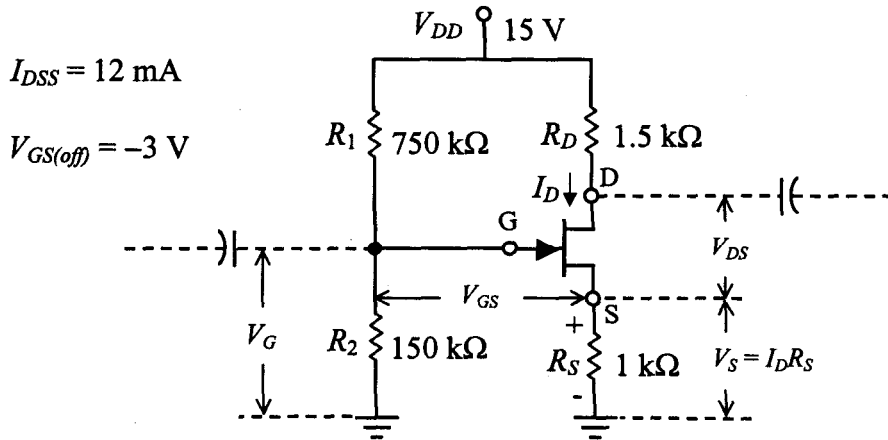 V_DD 15 V
I_DSS = 12 mA
V_GS(off) = –3 V
R_1 750 kΩ
R_D 1.5 kΩ
I_D
D
G
V_DS
V_GS
S
V_G
R_2 150 kΩ
+
R_S 1 kΩ
V_S = I_D R_S
-